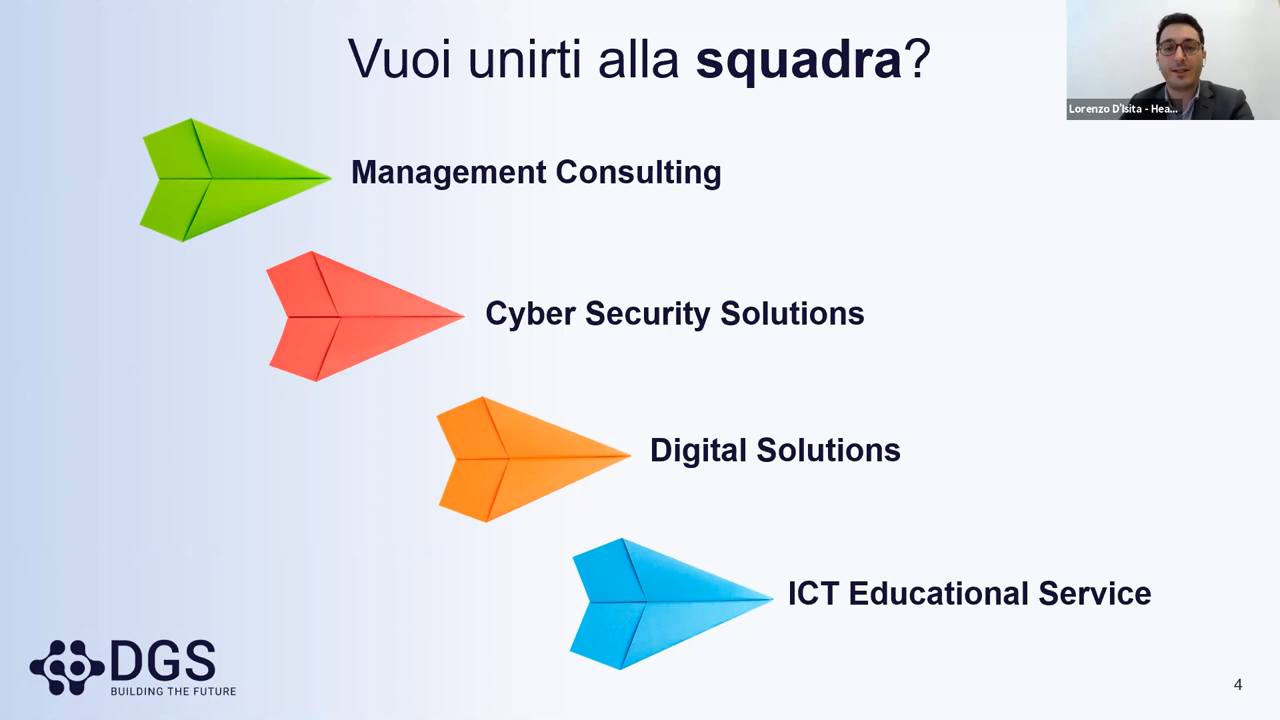 Vuoi unirti alla squadra?
Lorenzo D'Isita - Hea...
Management Consulting
Cyber Security Solutions
Digital Solutions
ICT Educational Service
DGS
BUILDING THE FUTURE
4